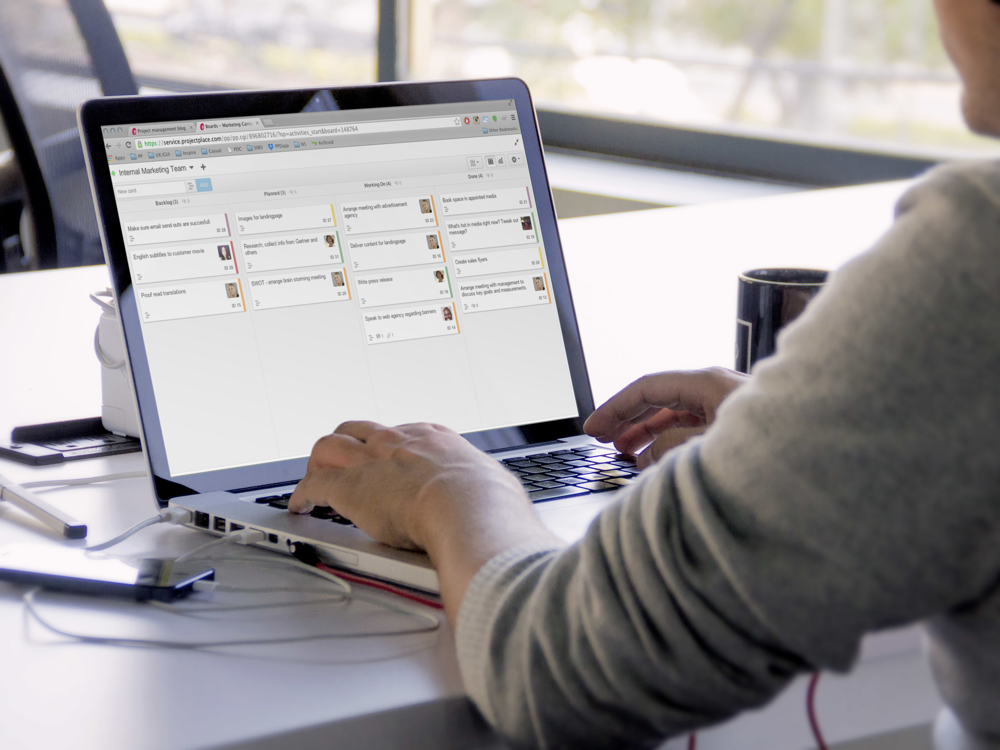 Project management blog
Boards - Marketing Camp
https://service.projectplace.com/pp/pp.cgi/896802716/?op=activities_start&board=148764
Apps PP UX/GUI Inspire Casual POC SSRS PPDapp NS AirDroid Other Bookmarks
Internal Marketing Team
New card Add
Backlog (3) 0
Make sure email send outs are succesfull
ID 28
English subtitles to customer movie
ID 26
Proof read translations
ID 15
Planned (3) 0
Images for landingpage
ID 27
Research; collect info from Gartner and
others
ID 31
SWOT - arrange brain storming meeting
ID 20
Working On (4) 0
Arrange meeting with advertisement
agency
ID 23
Deliver content for landingpage
ID 16
Write press release
ID 18
Speak to web agency regarding banners
ID 14
1 1
Done (4) 8
Book space in appointed media
ID 21
What's hot in media right now? Tweak our
message?
ID 19
Create sales flyers
ID 29
Arrange meeting with management to
discuss key goals and measurements
ID 13
8